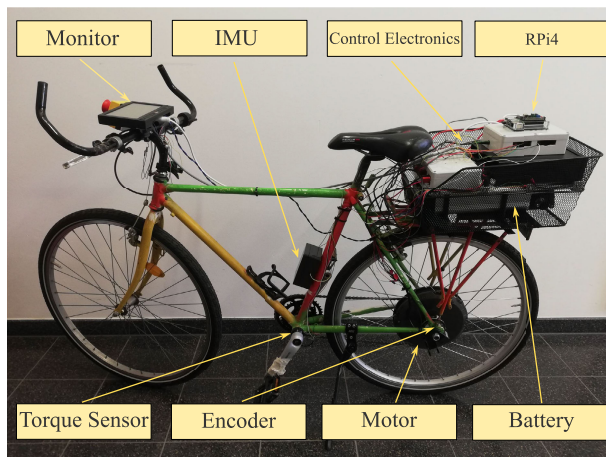 Monitor
IMU
Control Electronics
RPi4
Torque Sensor
Encoder
Motor
Battery